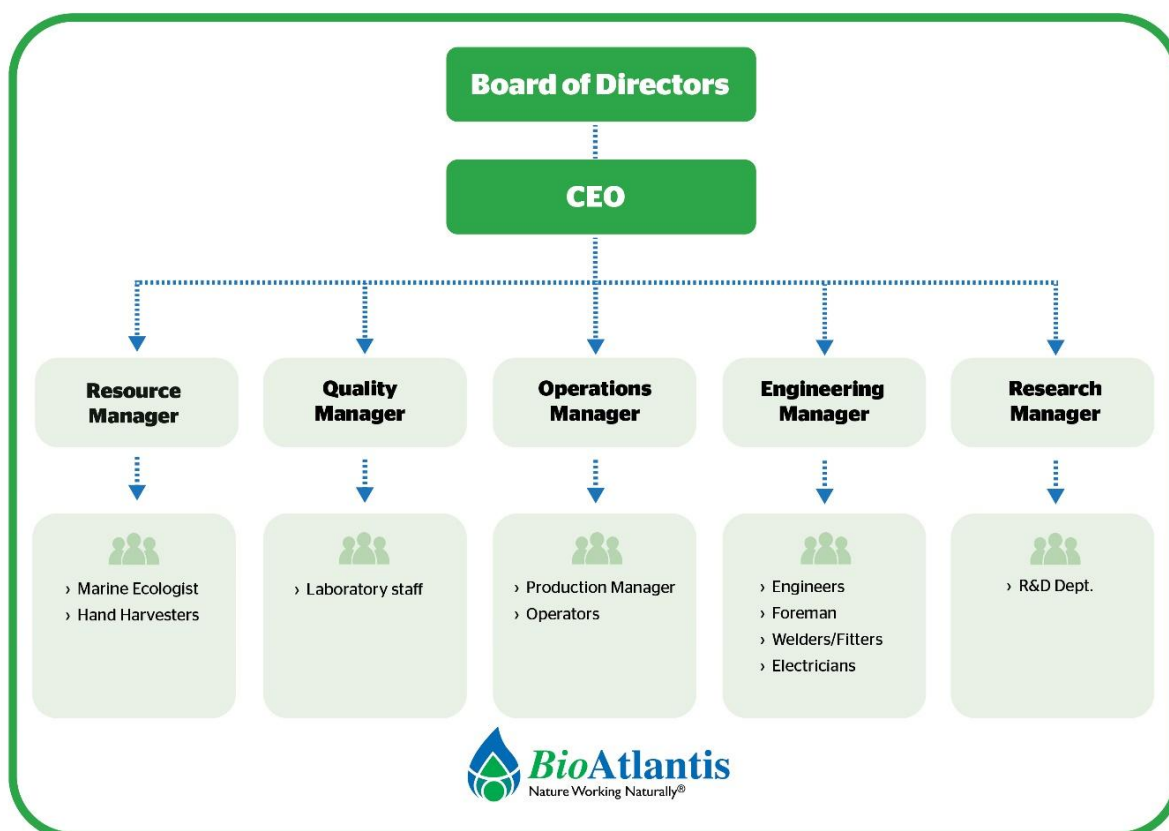 Board of Directors
CEO
Resource
Manager
Quality
Manager
Operations
Manager
Engineering
Manager
Research
Manager
› Marine Ecologist
› Hand Harvesters
› Laboratory staff
› Production Manager
› Operators
› Engineers
› Foreman
› Welders/Fitters
› Electricians
› R&D Dept.
BioAtlantis
Nature Working Naturally®